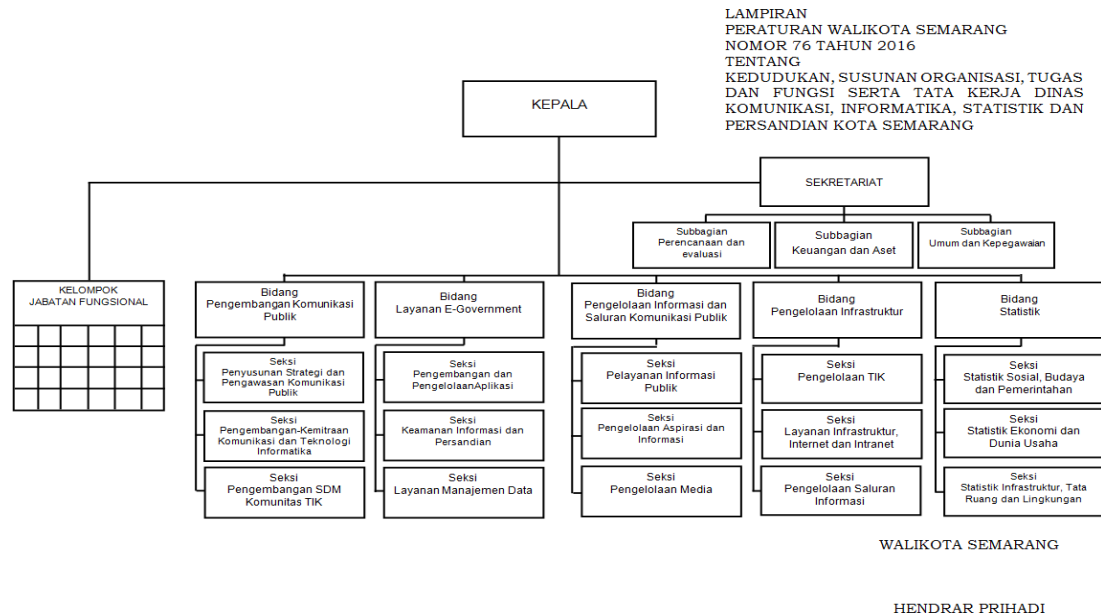 LAMPIRAN
PERATURAN WALIKOTA SEMARANG
NOMOR 76 TAHUN 2016
TENTANG
KEDUDUKAN, SUSUNAN ORGANISASI, TUGAS
DAN FUNGSI SERTA TATA KERJA DINAS
KOMUNIKASI, INFORMATIKA, STATISTIK DAN
PERSANDIAN KOTA SEMARANG
KEPALA
SEKRETARIAT
Subbagian
Perencanaan dan
evaluasi
Subbagian
Keuangan dan Aset
Subbagian
Umum dan Kepegawaian
KELOMPOK
JABATAN FUNGSIONAL
Bidang
Pengembangan Komunikasi
Publik
Seksi
Penyusunan Strategi dan
Pengawasan Komunikasi
Publik
Seksi
Pengembangan-Kemitraan
Komunikasi dan Teknologi
Informatika
Seksi
Pengembangan SDM
Komunitas TIK
Bidang
Layanan E-Government
Seksi
Pengembangan dan
PengelolaanAplikasi
Seksi
Keamanan Informasi dan
Persandian
Seksi
Layanan Manajemen Data
Bidang
Pengelolaan Informasi dan
Saluran Komunikasi Publik
Seksi
Pelayanan Informasi
Publik
Seksi
Pengelolaan Aspirasi dan
Informasi
Seksi
Pengelolaan Media
Bidang
Pengelolaan Infrastruktur
Seksi
Pengelolaan TIK
Seksi
Layanan Infrastruktur,
Internet dan Intranet
Seksi
Pengelolaan Saluran
Informasi
Bidang
Statistik
Seksi
Statistik Sosial, Budaya
dan Pemerintahan
Seksi
Statistik Ekonomi dan
Dunia Usaha
Seksi
Statistik Infrastruktur, Tata
Ruang dan Lingkungan
WALIKOTA SEMARANG
HENDRAR PRIHADI